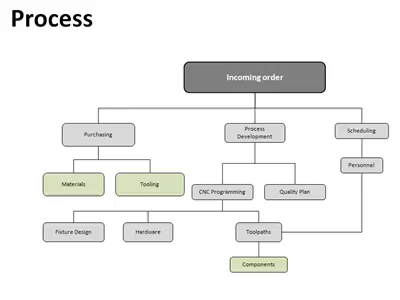 Process
Incoming order
Purchasing
Process
Development
Scheduling
Materials
Tooling
Personnel
CNC Programming
Quality Plan
Fixture Design
Hardware
Toolpaths
Components